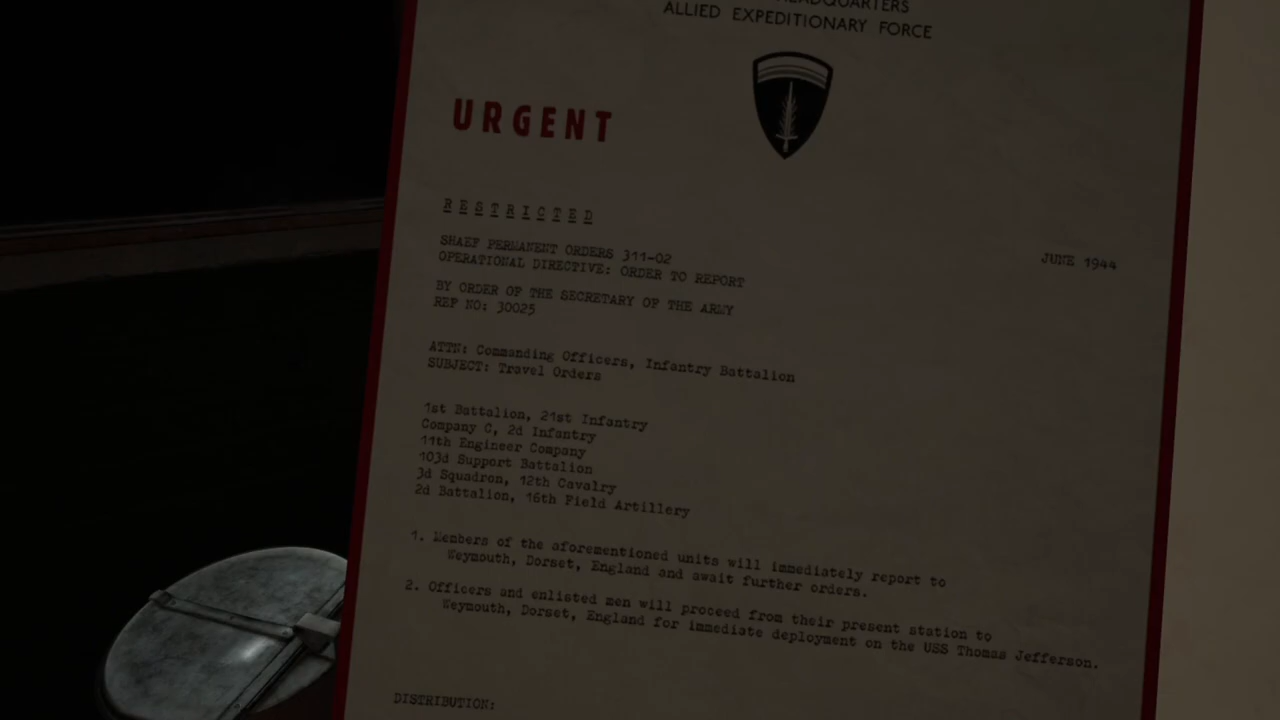 HEADQUARTERS
ALLIED EXPEDITIONARY FORCE
URGENT
RESTRICTED
SHAEF PERMANENT ORDERS 311-02
JUNE 1944
OPERATIONAL DIRECTIVE: ORDER TO REPORT
BY ORDER OF THE SECRETARY OF THE ARMY
REF NO: 30025
ATTN: Commanding Officers, Infantry Battalion
SUBJECT: Travel Orders
1st Battalion, 21st Infantry
Company C, 2d Infantry
11th Engineer Company
103d Support Battalion
3d Squadron, 12th Cavalry
2d Battalion, 16th Field Artillery
1. Members of the aforementioned units will immediately report to
Weymouth, Dorset, England and await further orders.
2. Officers and enlisted men will proceed from their present station to
Weymouth, Dorset, England for immediate deployment on the USS Thomas Jefferson.
DISTRIBUTION: